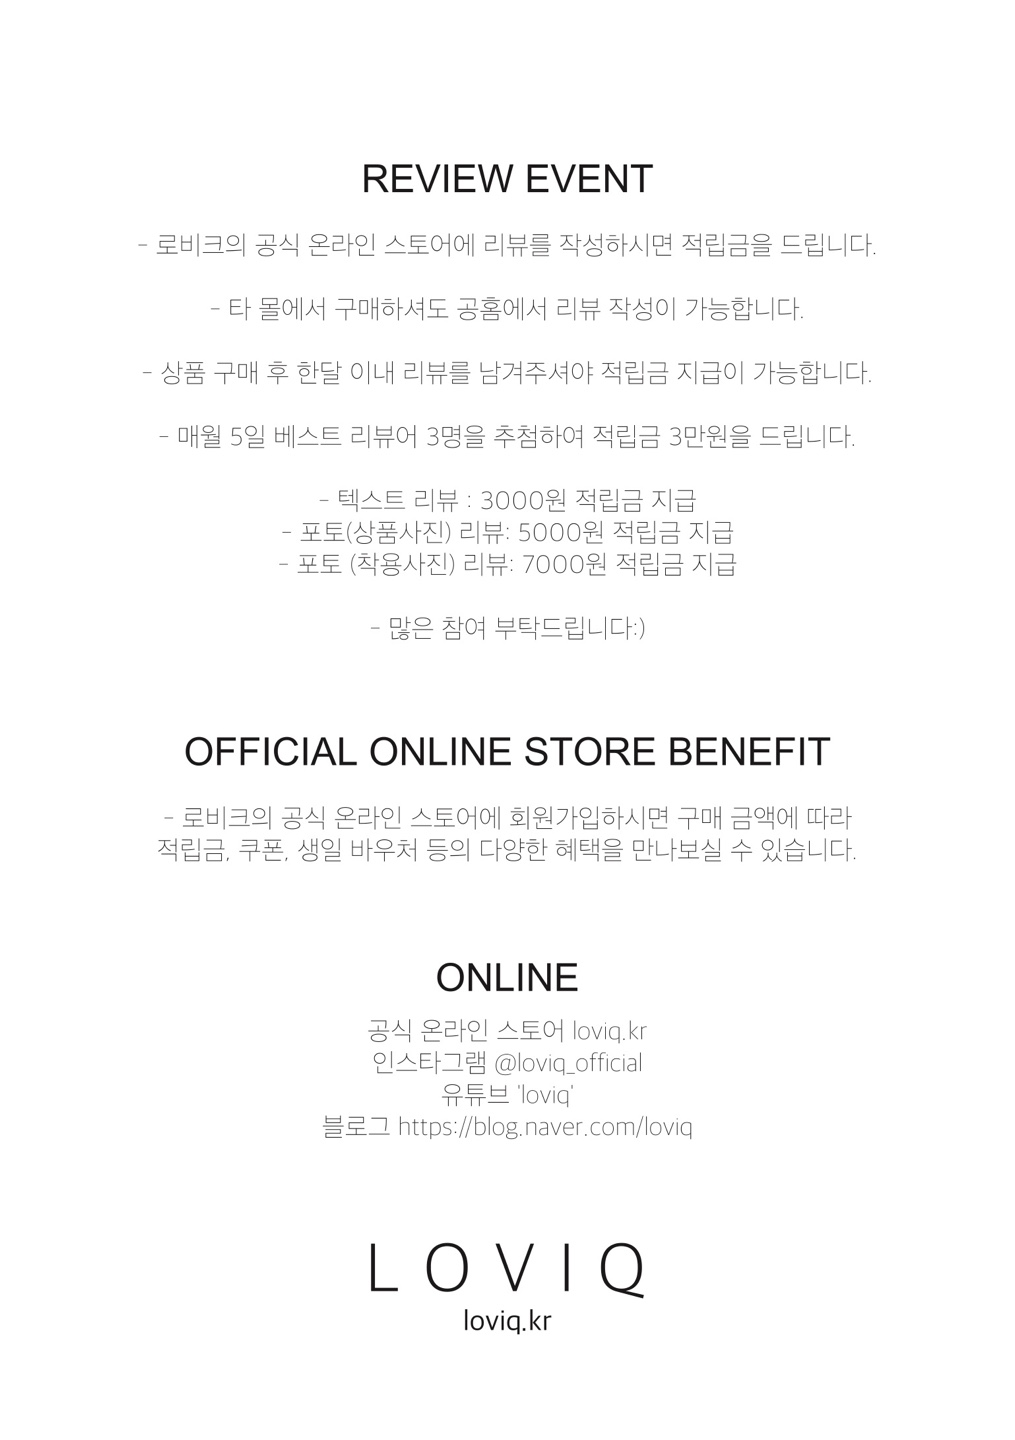 REVIEW EVENT
- 로비크의 공식 온라인 스토어에 리뷰를 작성하시면 적립금을 드립니다.
- 타 몰에서 구매하셔도 공홈에서 리뷰 작성이 가능합니다.
- 상품 구매 후 한달 이내 리뷰를 남겨주셔야 적립금 지급이 가능합니다.
- 매월 5일 베스트 리뷰어 3명을 추첨하여 적립금 3만원을 드립니다.
- 텍스트 리뷰 : 3000원 적립금 지급
- 포토(상품사진) 리뷰: 5000원 적립금 지급
- 포토 (착용사진) 리뷰: 7000원 적립금 지급
- 많은 참여 부탁드립니다:)
OFFICIAL ONLINE STORE BENEFIT
- 로비크의 공식 온라인 스토어에 회원가입하시면 구매 금액에 따라
적립금, 쿠폰, 생일 바우처 등의 다양한 혜택을 만나보실 수 있습니다.
ONLINE
공식 온라인 스토어 loviq.kr
인스타그램 @loviq_official
유튜브 'loviq'
블로그 https://blog.naver.com/loviq
LOVIQ
loviq.kr